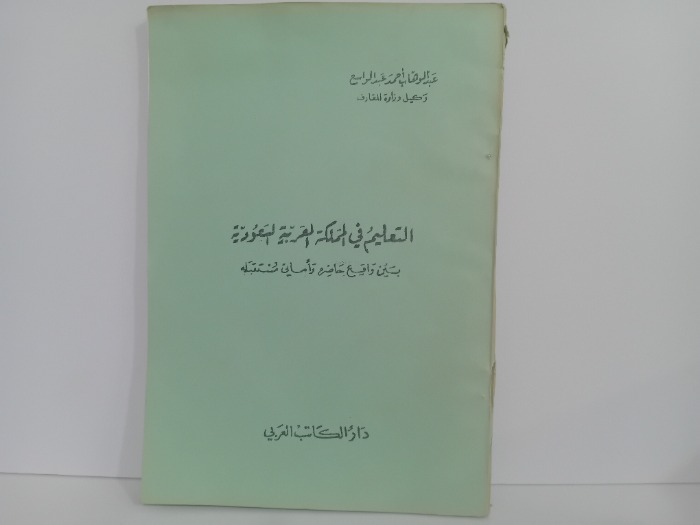 عبد الوهاب أحمد عبد الواسع
وكيل وزارة المعارف
التعليم في المملكة العربية السعودية
بين واقع حاضره وأماني مستقبله
دار الكاتب العربي